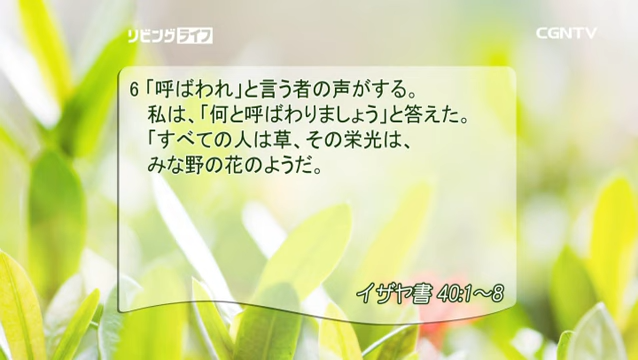 リビングライフ
CGNTV
6「呼ばわれ」と言う者の声がする。
私は、「何と呼ばわりましょう」と答えた。
「すべての人は草、その栄光は、
みな野の花のようだ。
イザヤ書 40:1～8